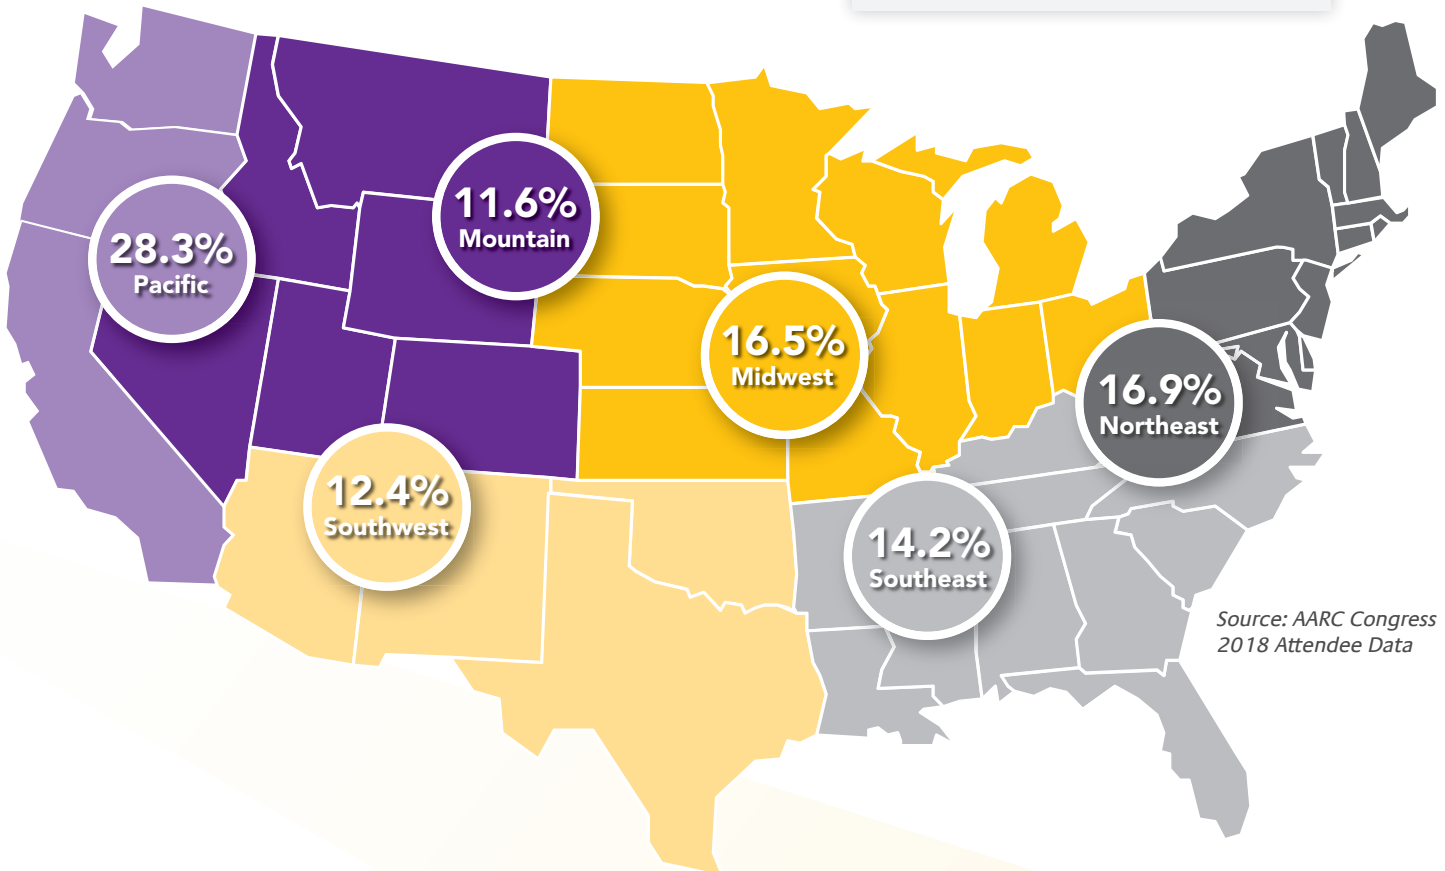 11.6%
Mountain
28.3%
Pacific
16.5%
Midwest
16.9%
Northeast
12.4%
Southwest
14.2%
Southeast
Source: AARC Congress
2018 Attendee Data